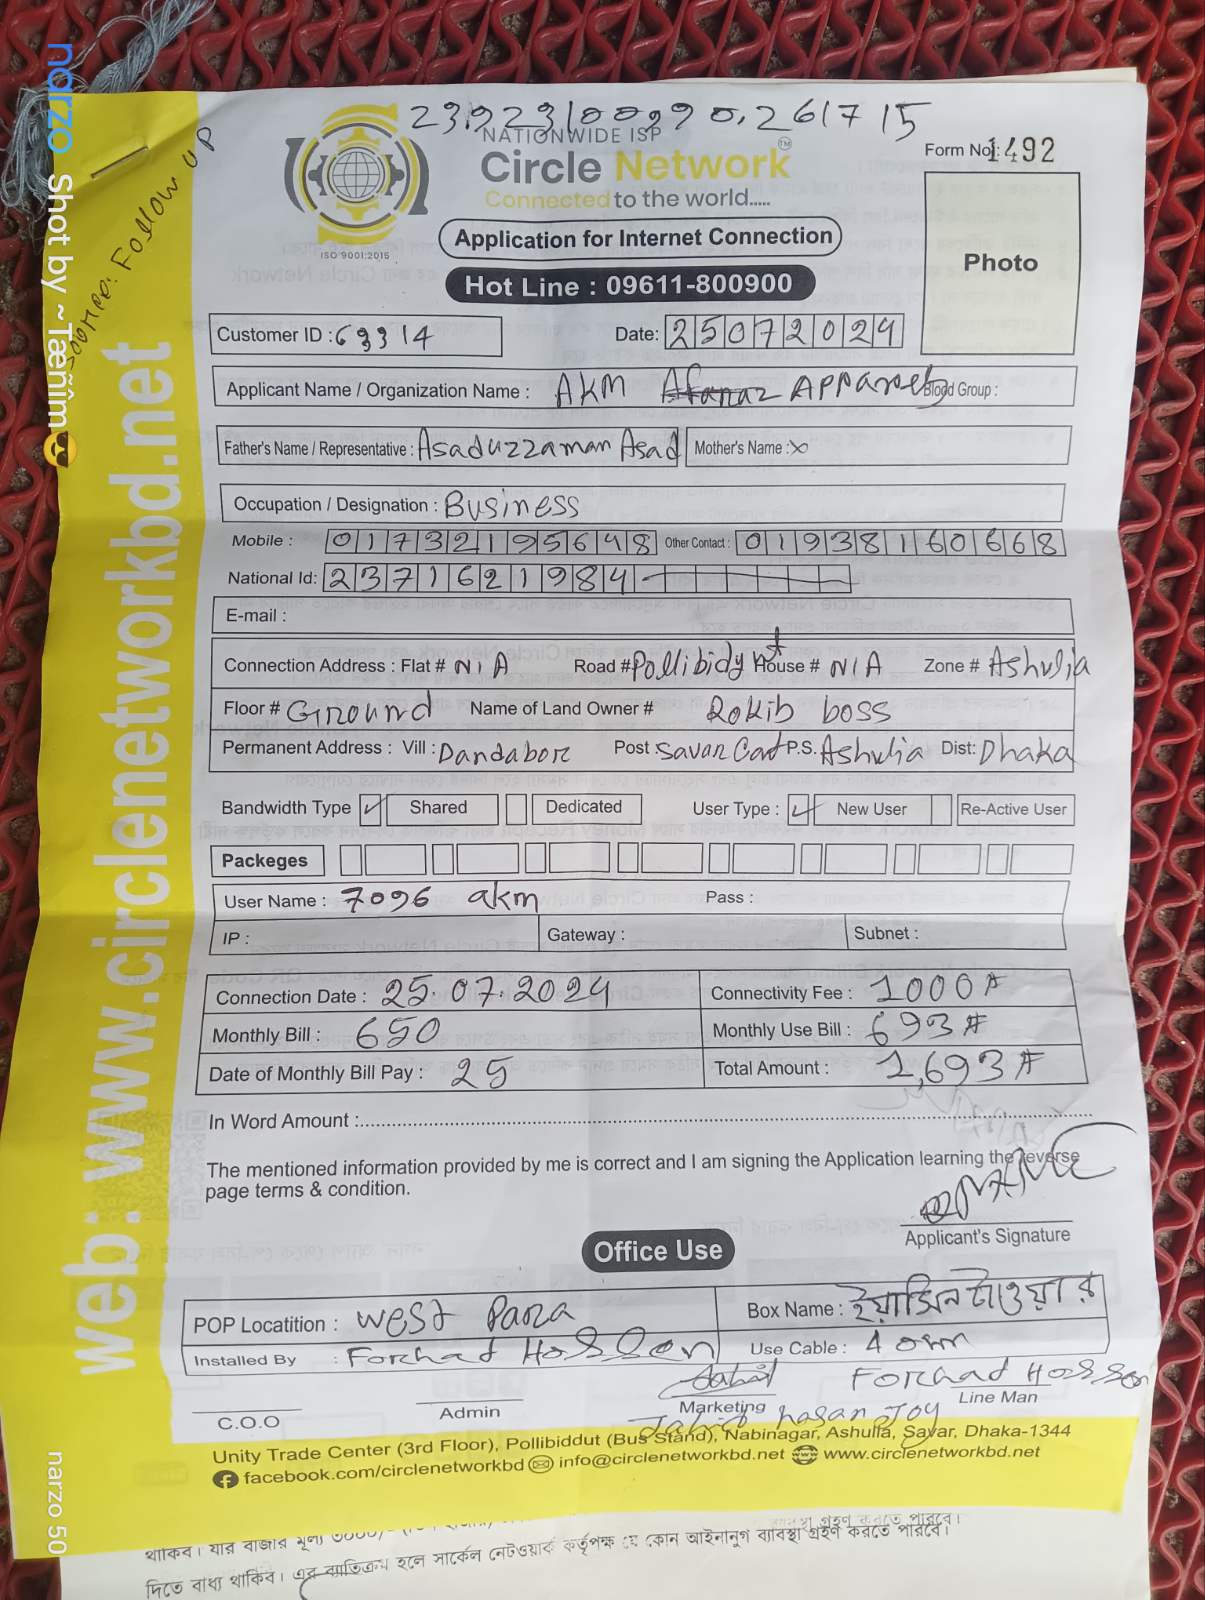 23.923100990.261715
NATIONWIDE ISP
Circle Network™
Connected to the world.....
ISO 9001:2015
Form No: 1492
Photo
Application for Internet Connection
Hot Line : 09611-800900
Follow UP
Customer ID : 63314
Date: 25072024
Applicant Name / Organization Name : AKM Afanaz APPArels Blood Group :
Father's Name / Representative : Asaduzzaman Asad Mother's Name : x
Occupation / Designation : Business
Mobile : 01732195648 Other Contact : 01938160668
National Id: 2371621984
E-mail :
Connection Address : Flat # N/A Road # Pollibidyut House # N/A Zone # Ashulia
Floor # Ground Name of Land Owner # Rokib boss
Permanent Address : Vill : Dandabor Post : Savar Cant P.S. Ashulia Dist: Dhaka
Bandwidth Type ✓ Shared Dedicated User Type : ✓ New User Re-Active User
Packeges
User Name : 7096 akm Pass :
IP : Gateway : Subnet :
Connection Date : 25.07.2024 Connectivity Fee : 1000#
Monthly Bill : 650 Monthly Use Bill : 693#
Date of Monthly Bill Pay : 25 Total Amount : 1,693#
In Word Amount :
The mentioned information provided by me is correct and I am signing the Application learning the reverse
page terms & condition.
Applicant's Signature
Office Use
POP Locatition : West Para Box Name : ইয়াসিন টাওয়ার
Installed By : Forhad Hossen Use Cable : 40m
Forhad Hossen
C.O.O Admin Marketing Line Man
Jahid hasan Joy
Unity Trade Center (3rd Floor), Pollibiddut (Bus Stand), Nabinagar, Ashulia, Savar, Dhaka-1344
facebook.com/circlenetworkbd info@circlenetworkbd.net www.circlenetworkbd.net
web: www.circlenetworkbd.net
থাকিব। যার বাজার মূল্য ৩০০০/-
গ্রহণ করতে পারবে।
হলে সার্কেল নেটওয়ার্ক কর্তৃপক্ষ যে কোন আইনানুগ ব্যবস্থা গ্রহণ করতে পারবে।
দিতে বাধ্য থাকিব। এর ব্যতিক্রম
narzo Shot by ~Tæñîm😎
narzo 50